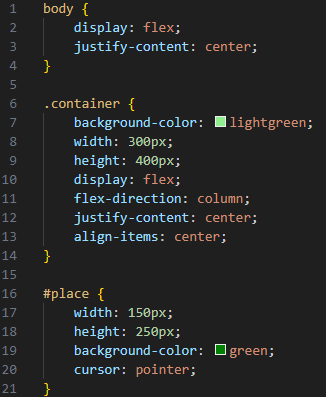 1 body {
2     display: flex;
3     justify-content: center;
4 }
5
6 .container {
7     background-color: lightgreen;
8     width: 300px;
9     height: 400px;
10     display: flex;
11     flex-direction: column;
12     justify-content: center;
13     align-items: center;
14 }
15
16 #place {
17     width: 150px;
18     height: 250px;
19     background-color: green;
20     cursor: pointer;
21 }